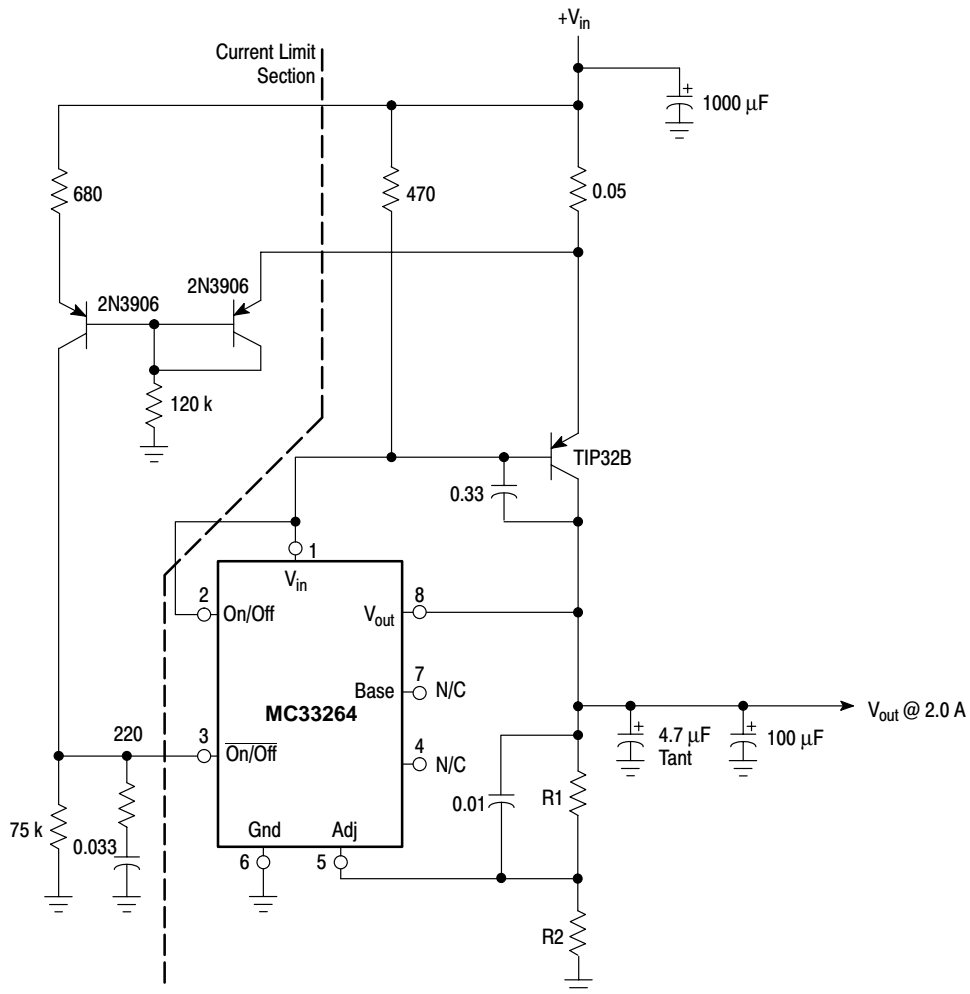 +Vin
Current Limit
Section
1000 µF
680
470
0.05
2N3906
2N3906
120 k
TIP32B
0.33
1
Vin
2
On/Off
Vout
8
7
Base
N/C
MC33264
Vout @ 2.0 A
220
3
On/Off
4
N/C
4.7 µF
Tant
100 µF
R1
0.01
75 k
0.033
Gnd
Adj
6
5
R2